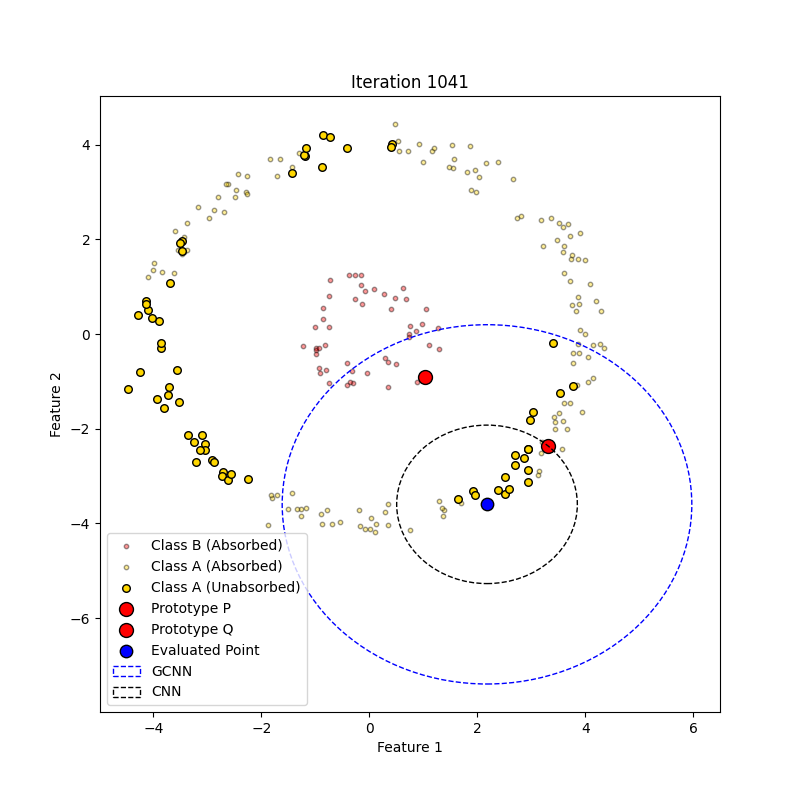 Iteration 1041
Feature 2
4
2
0
−2
−4
−6
Class B (Absorbed)
Class A (Absorbed)
Class A (Unabsorbed)
Prototype P
Prototype Q
Evaluated Point
GCNN
CNN
−4
−2
0
2
4
6
Feature 1